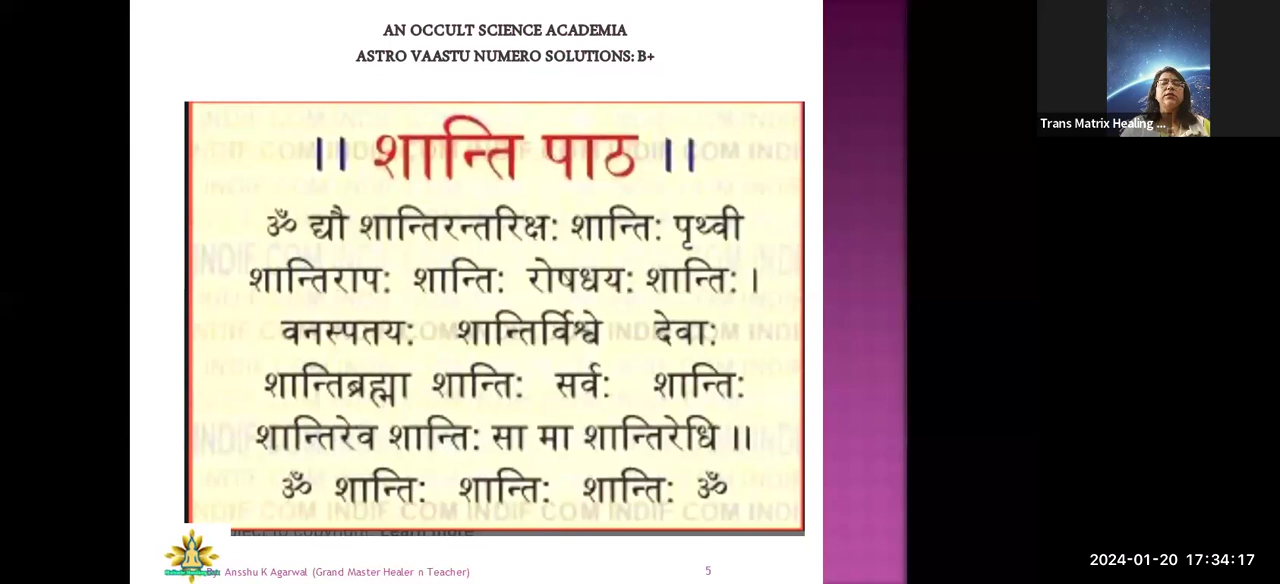 AN OCCULT SCIENCE ACADEMIA
ASTRO VAASTU NUMERO SOLUTIONS: B+
।। शान्ति पाठ ।।
ॐ द्यौ शान्तिरन्तरिक्ष: शान्ति: पृथ्वी
शान्तिराप: शान्ति: रोषधय: शान्ति: ।
वनस्पतय: शान्तिर्विश्वे देवा:
शान्तिब्रह्मा शान्ति: सर्व: शान्ति:
शान्तिरेव शान्ति: सा मा शान्तिरेधि ।।
ॐ शान्ति: शान्ति: शान्ति: ॐ
Ansshu K Agarwal (Grand Master Healer n Teacher)
5
Trans Matrix Healing ...
2024-01-20 17:34:17